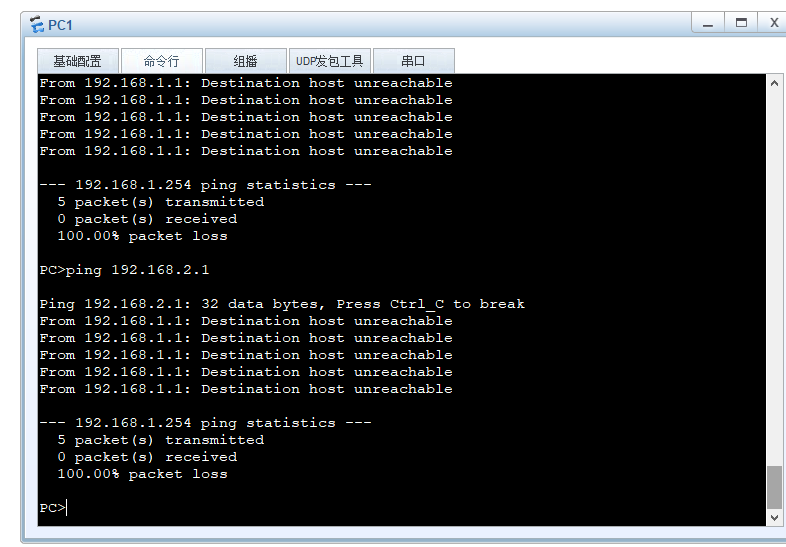 PC1
基础配置 命令行 组播 UDP发包工具 串口
From 192.168.1.1: Destination host unreachable
From 192.168.1.1: Destination host unreachable
From 192.168.1.1: Destination host unreachable
From 192.168.1.1: Destination host unreachable
From 192.168.1.1: Destination host unreachable
--- 192.168.1.254 ping statistics ---
5 packet(s) transmitted
0 packet(s) received
100.00% packet loss
PC>ping 192.168.2.1
Ping 192.168.2.1: 32 data bytes, Press Ctrl_C to break
From 192.168.1.1: Destination host unreachable
From 192.168.1.1: Destination host unreachable
From 192.168.1.1: Destination host unreachable
From 192.168.1.1: Destination host unreachable
From 192.168.1.1: Destination host unreachable
--- 192.168.1.254 ping statistics ---
5 packet(s) transmitted
0 packet(s) received
100.00% packet loss
PC>